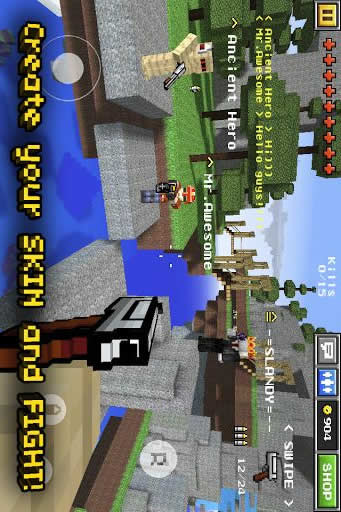 Kills
0/15
904
SHOP
< Ancient Hero > Hi:)).
< Mr.Awesome > Hello guys!!!
> Ancient Hero
> Mr.Awesome
-=SLANDY=--
< SWIPE >
12/24
R
Create your SKIN and FIGHT!